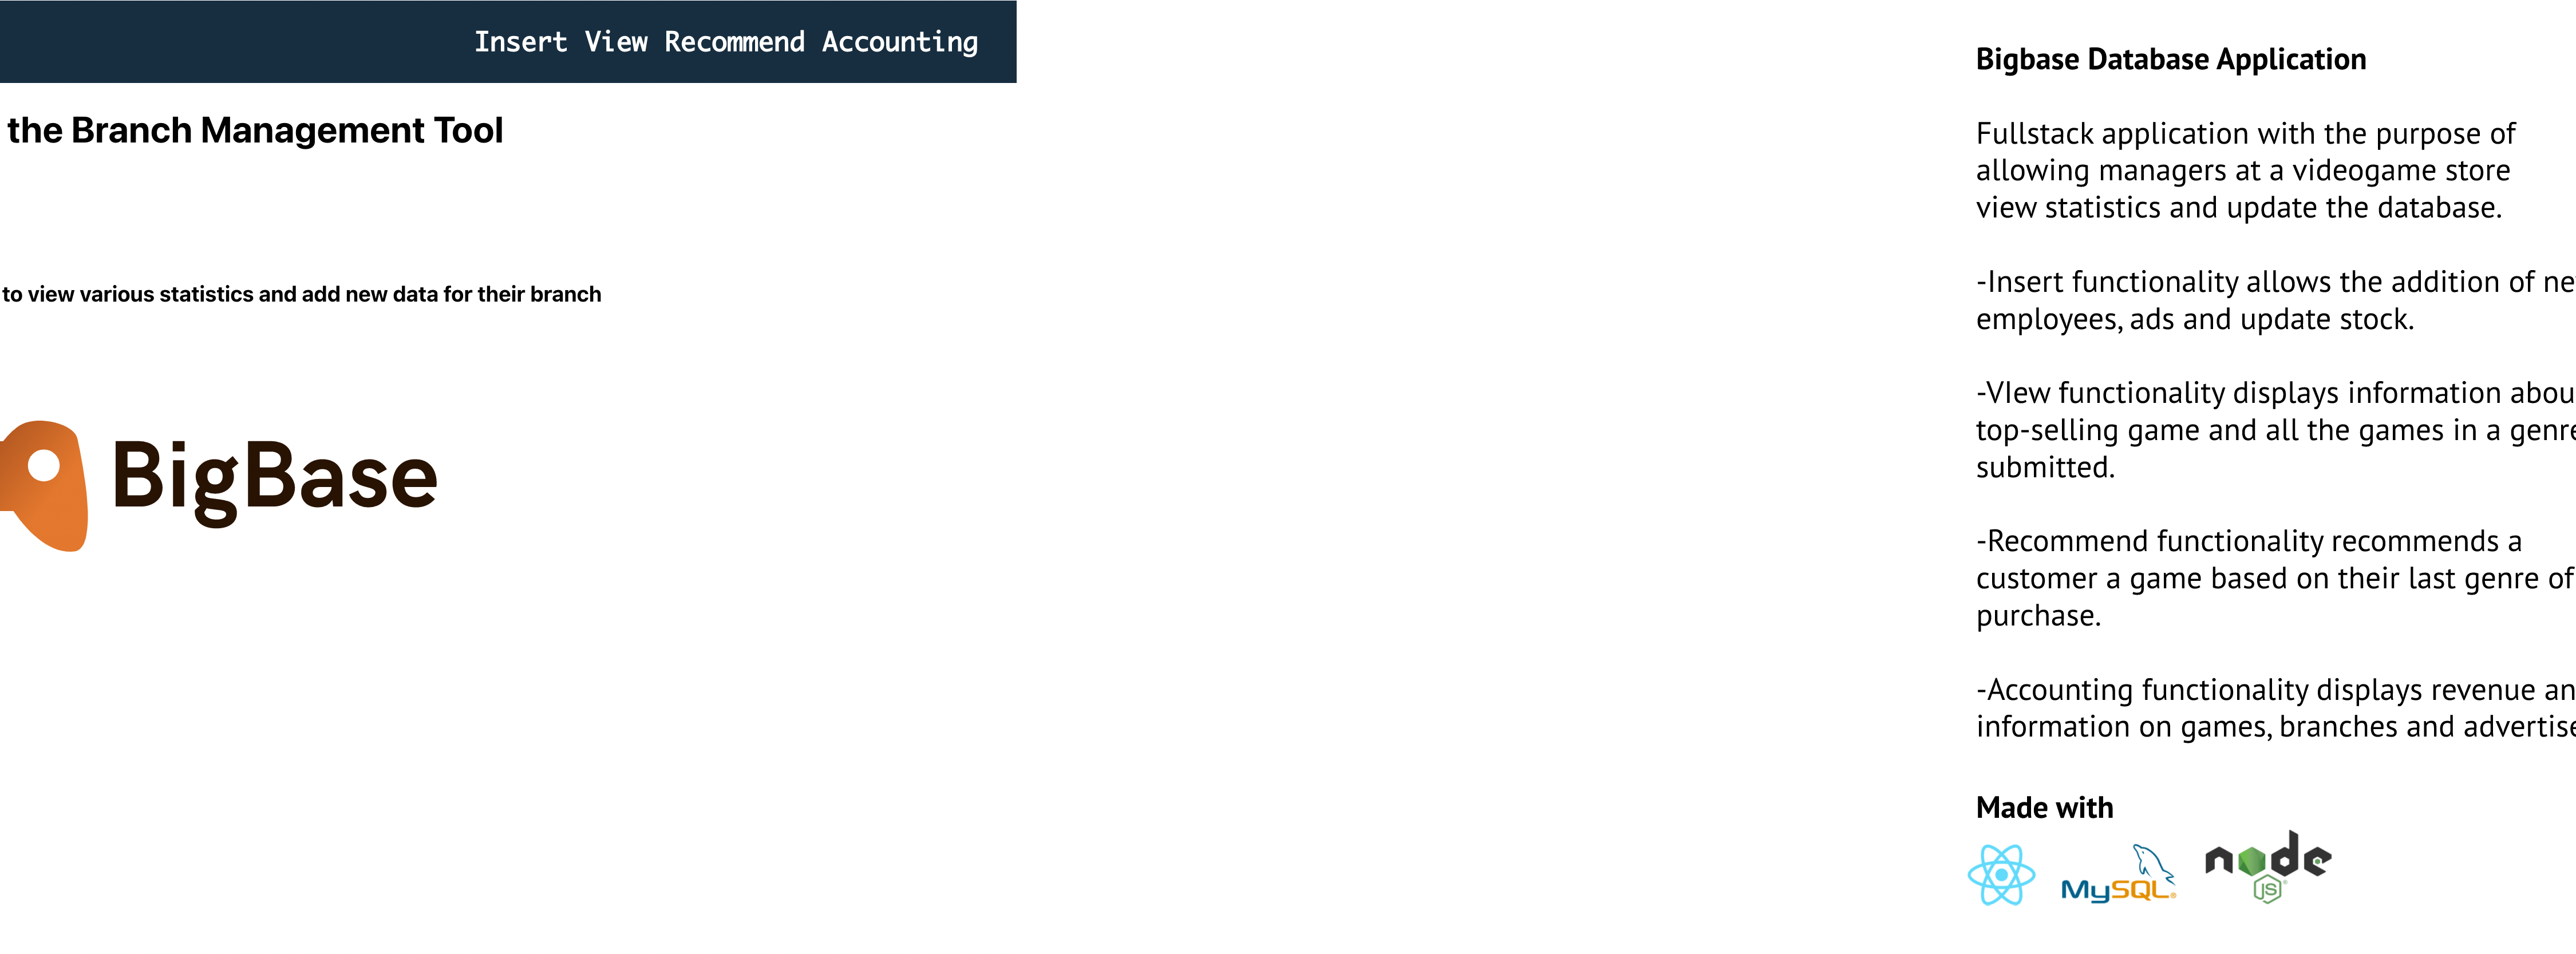 Insert View Recommend Accounting
the Branch Management Tool
to view various statistics and add new data for their branch
BigBase
Bigbase Database Application
Fullstack application with the purpose of
allowing managers at a videogame store
view statistics and update the database.
-Insert functionality allows the addition of ne
employees, ads and update stock.
-VIew functionality displays information abou
top-selling game and all the games in a genre
submitted.
-Recommend functionality recommends a
customer a game based on their last genre of
purchase.
-Accounting functionality displays revenue an
information on games, branches and advertise
Made with
MySQL®
node
JS®